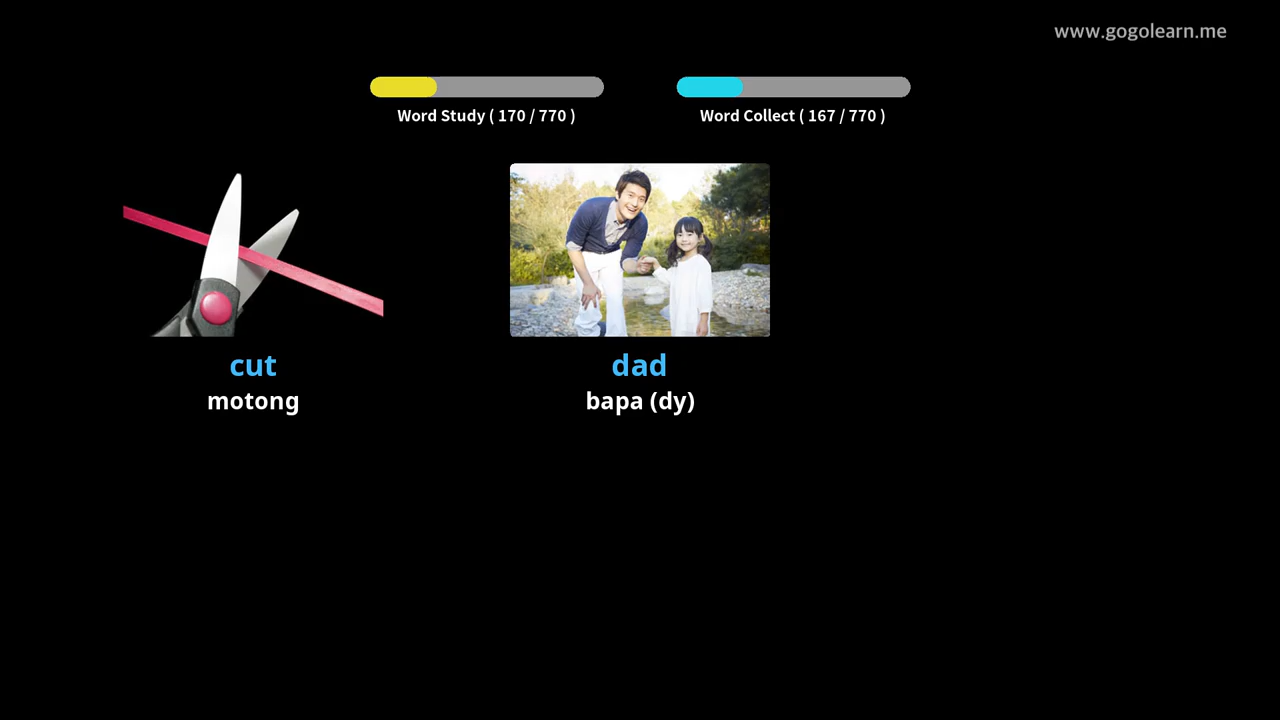 www.gogolearn.me
Word Study ( 170 / 770 )
Word Collect ( 167 / 770 )
cut
motong
dad
bapa (dy)